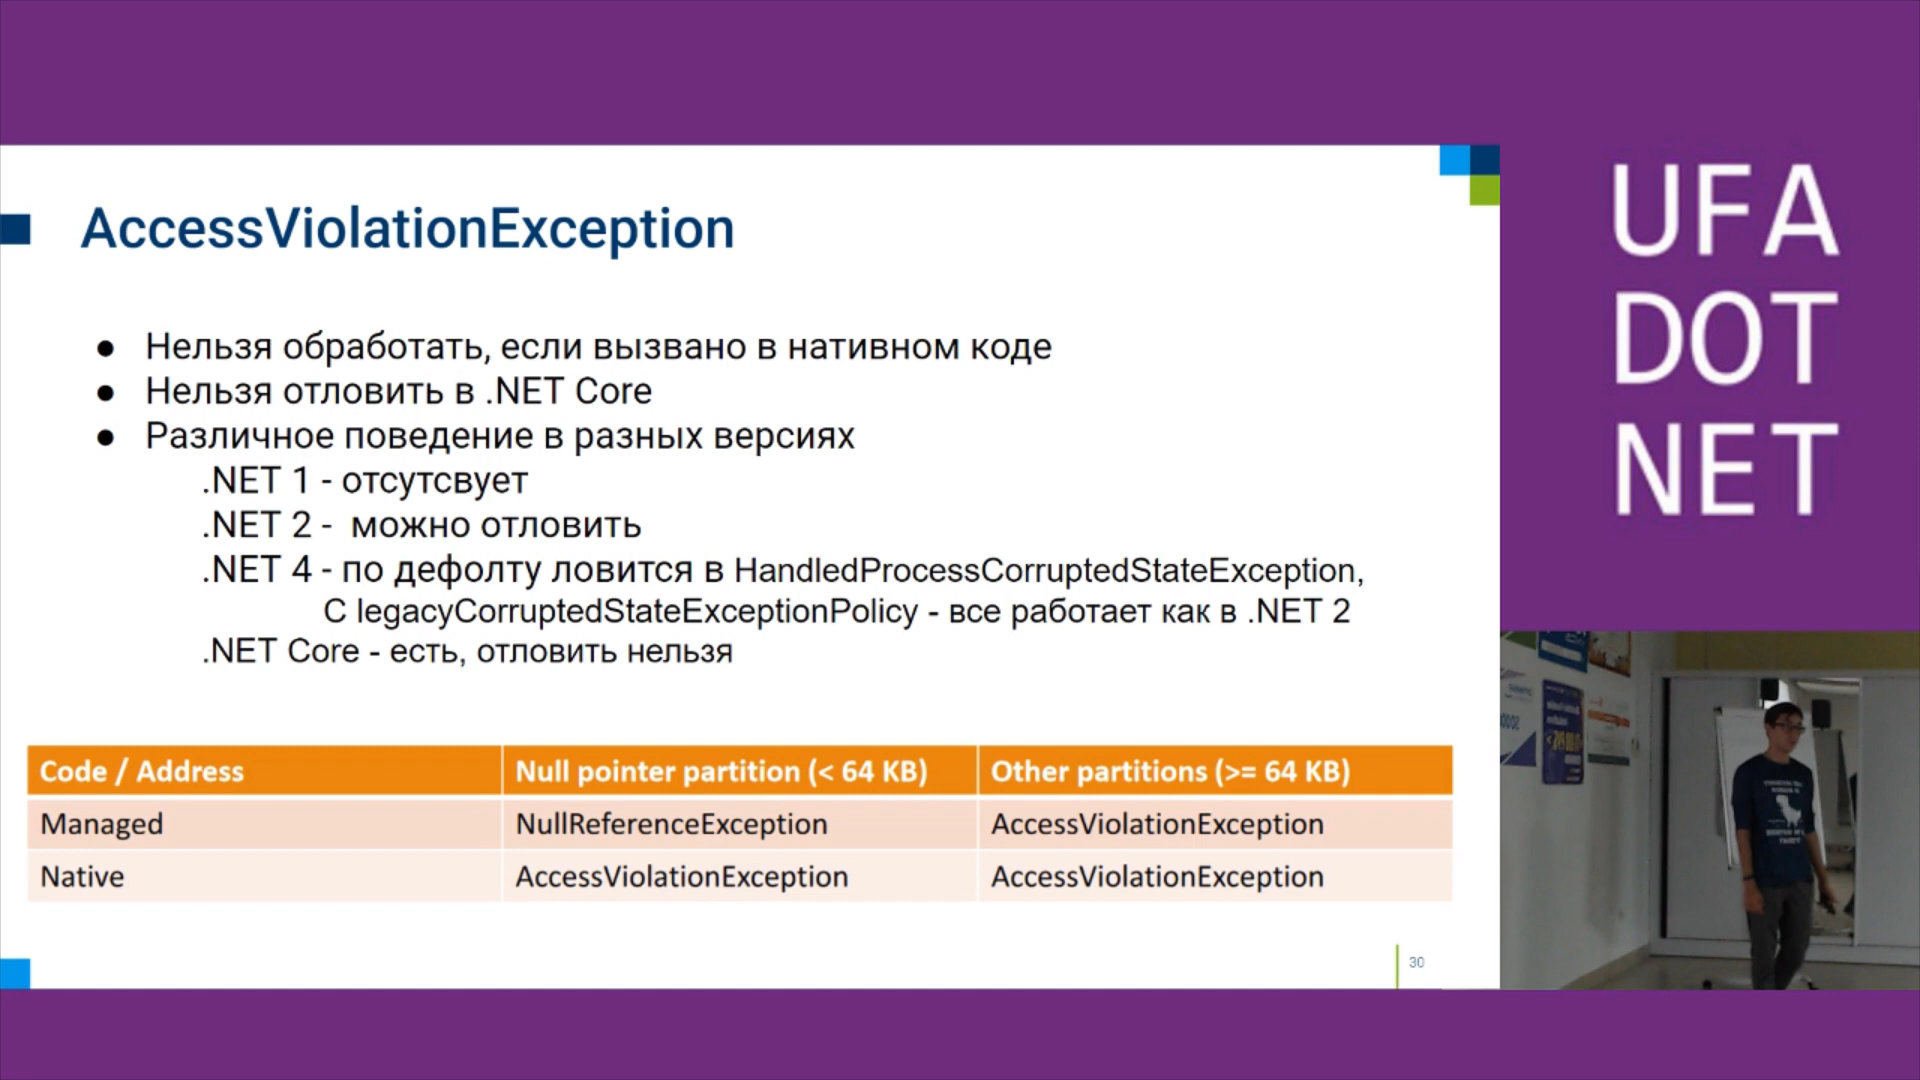 AccessViolationException
● Нельзя обработать, если вызвано в нативном коде
● Нельзя отловить в .NET Core
● Различное поведение в разных версиях
.NET 1 - отсутсвует
.NET 2 - можно отловить
.NET 4 - по дефолту ловится в HandledProcessCorruptedStateException,
С legacyCorruptedStateExceptionPolicy - все работает как в .NET 2
.NET Core - есть, отловить нельзя
Code / Address Null pointer partition (< 64 KB) Other partitions (>= 64 KB)
Managed NullReferenceException AccessViolationException
Native AccessViolationException AccessViolationException
30
UFA
DOT
NET